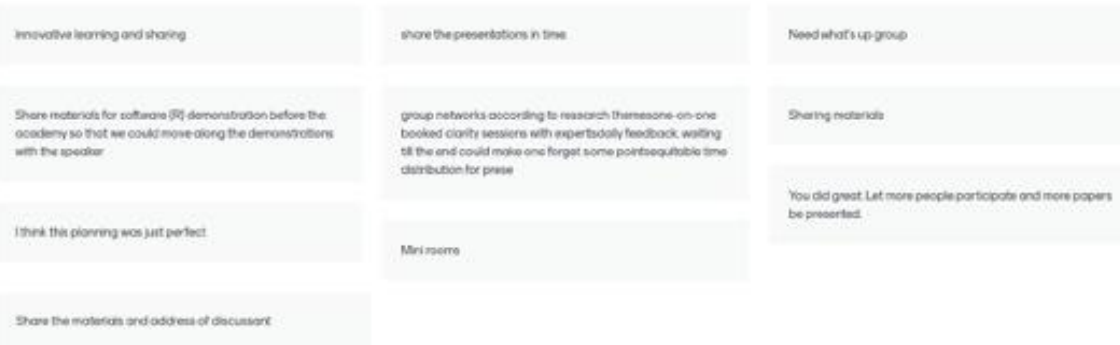 innovative learning and sharing
Share materials for software (R) demonstration before the
academy so that we could move along the demonstrations
with the speaker
I think this planning was just perfect
Share the materials and address of discussant
share the presentations in time
group networks according to research themesone-on-one
booked clarity sessions with expertsdaily feedback. waiting
till the end could make one forget some pointsequitable time
distribution for prese
Mini rooms
Need what's up group
Sharing materials
You did great. Let more people participate and more papers
be presented.